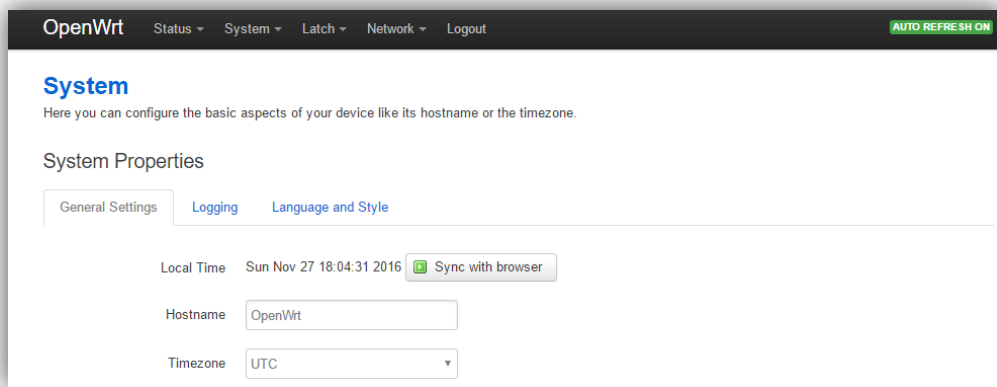 OpenWrt Status System Latch Network Logout AUTO REFRESH ON
System
Here you can configure the basic aspects of your device like its hostname or the timezone.
System Properties
General Settings Logging Language and Style
Local Time Sun Nov 27 18:04:31 2016 Sync with browser
Hostname OpenWrt
Timezone UTC